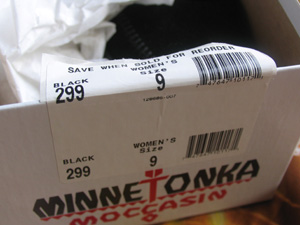 SAVE WHEN SOLD FOR REORDER
WOMEN'S
BLACK Size
299 9
WOMEN'S
Size
BLACK
299 9
MINNETONKA
MOCCASIN